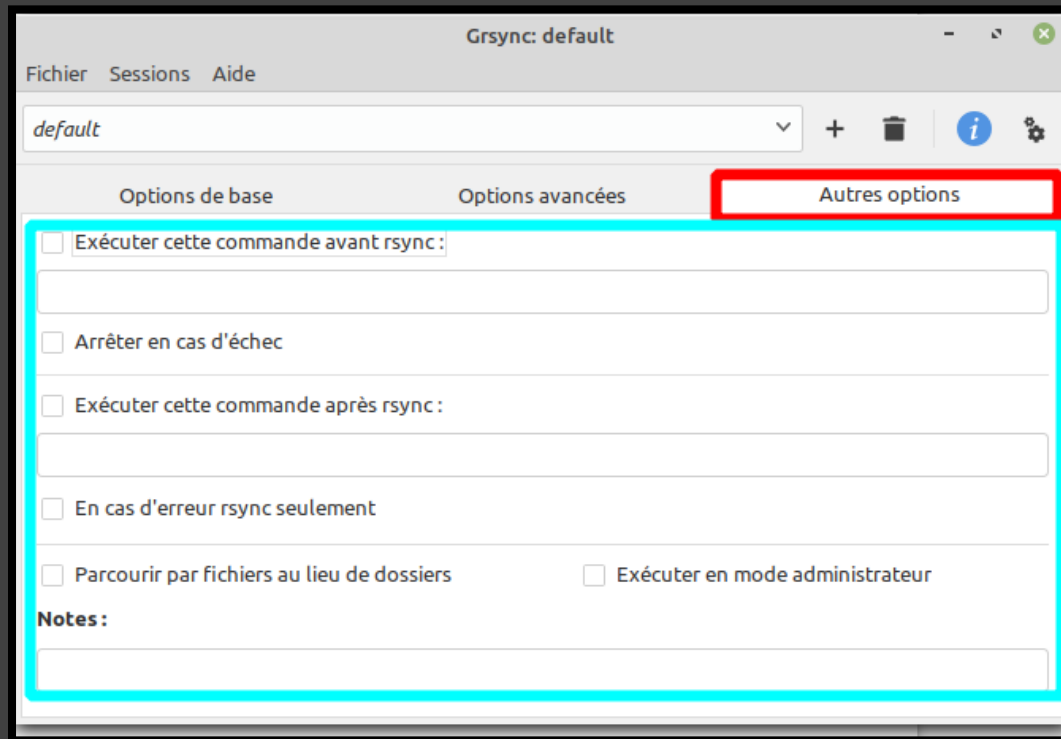 Grsync: default
Fichier Sessions Aide
default
Options de base Options avancées Autres options
Exécuter cette commande avant rsync :
Arrêter en cas d'échec
Exécuter cette commande après rsync :
En cas d'erreur rsync seulement
Parcourir par fichiers au lieu de dossiers Exécuter en mode administrateur
Notes :